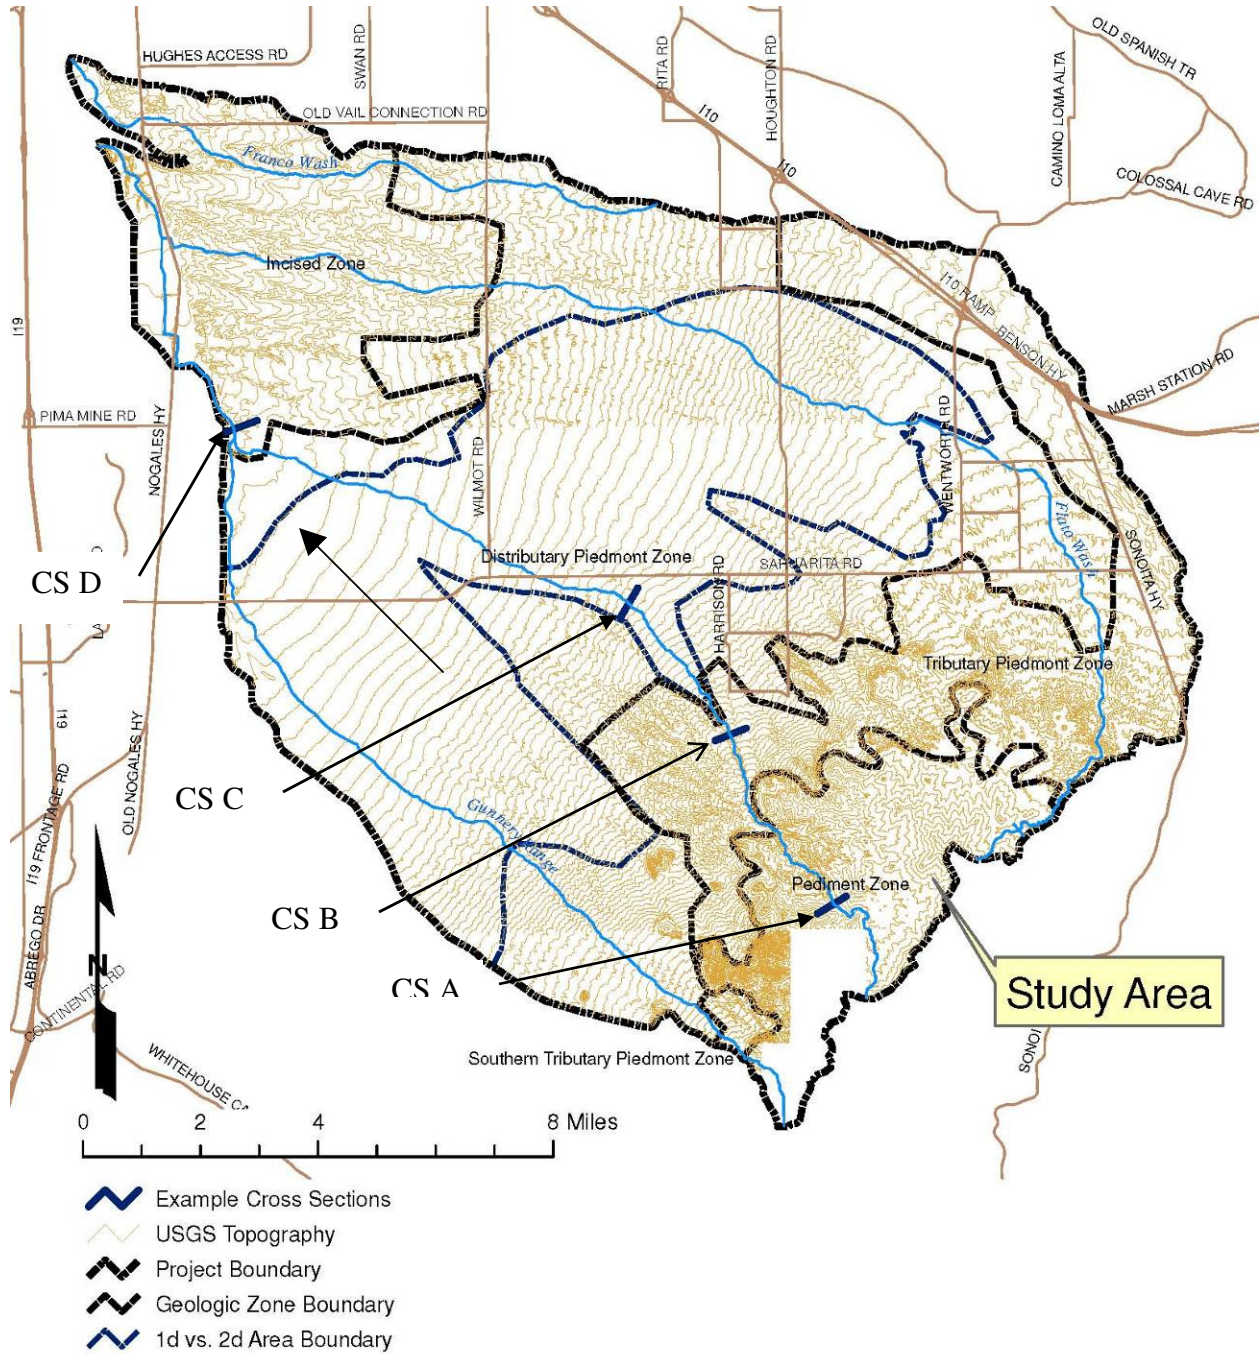 HUGHES ACCESS RD
SWAN RD
RITA RD
HOUGHTON RD
OLD SPANISH TR
CAMINO LOMA ALTA
COLOSSAL CAVE RD
I19
I10
I10
OLD VAIL CONNECTION RD
Franco Wash
Incised Zone
I10 RAMP
BENSON HY
MARSH STATION RD
PIMA MINE RD
NOGALES HY
WILMOT RD
WENTWORTH RD
Flato Wash
SONOITA HY
CS D
Distributary Piedmont Zone
SAHUARITA RD
HARRISON RD
Tributary Piedmont Zone
I19
OLD NOGALES HY
CS C
Gunnery Range
I19 FRONTAGE RD
ABREGO DR
CS B
Pediment Zone
CS A
N
CONTINENTAL RD
Study Area
WHITEHOUSE CA
Southern Tributary Piedmont Zone
SONOI
0 2 4 8 Miles
Example Cross Sections
USGS Topography
Project Boundary
Geologic Zone Boundary
1d vs. 2d Area Boundary